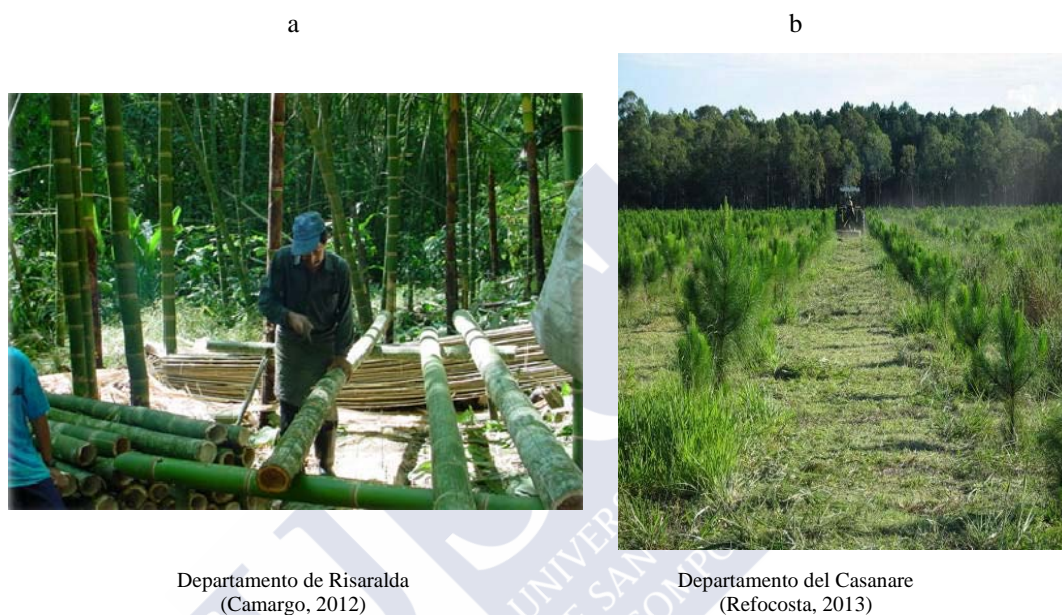 a
b
Departamento de Risaralda
(Camargo, 2012)
Departamento del Casanare
(Refocosta, 2013)